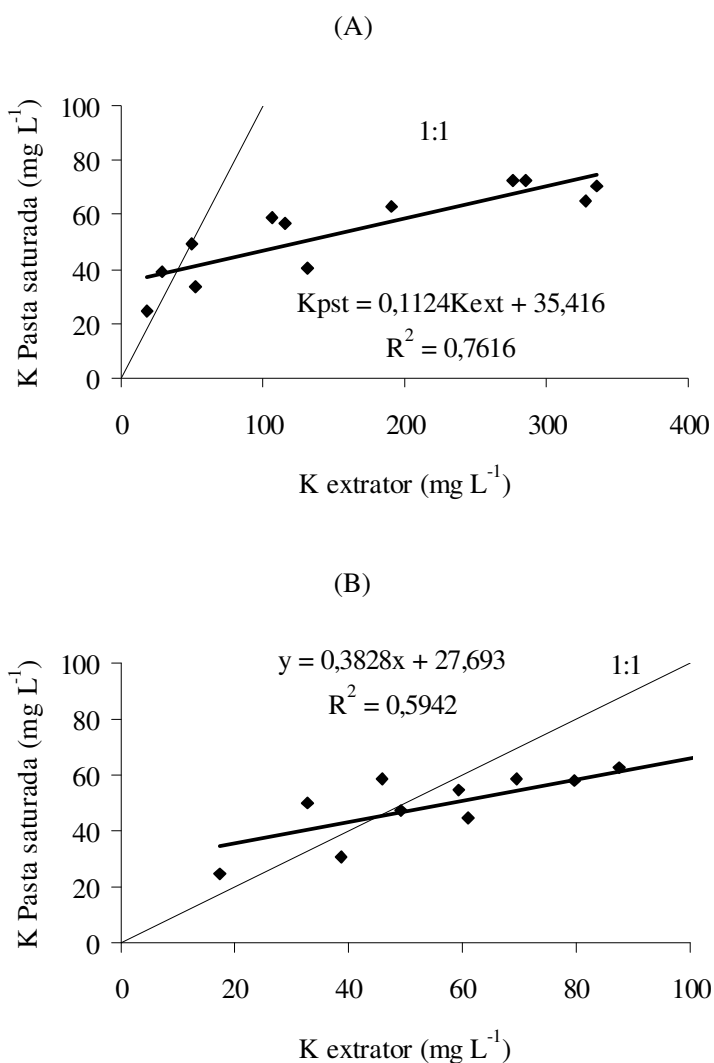 (A)
100
80
60
40
20
0
K Pasta saturada (mg L⁻¹)
1:1
Kpst = 0,1124Kext + 35,416
R² = 0,7616
0 100 200 300 400
K extrator (mg L⁻¹)
(B)
100
80
60
40
20
0
K Pasta saturada (mg L⁻¹)
y = 0,3828x + 27,693
R² = 0,5942
1:1
0 20 40 60 80 100
K extrator (mg L⁻¹)